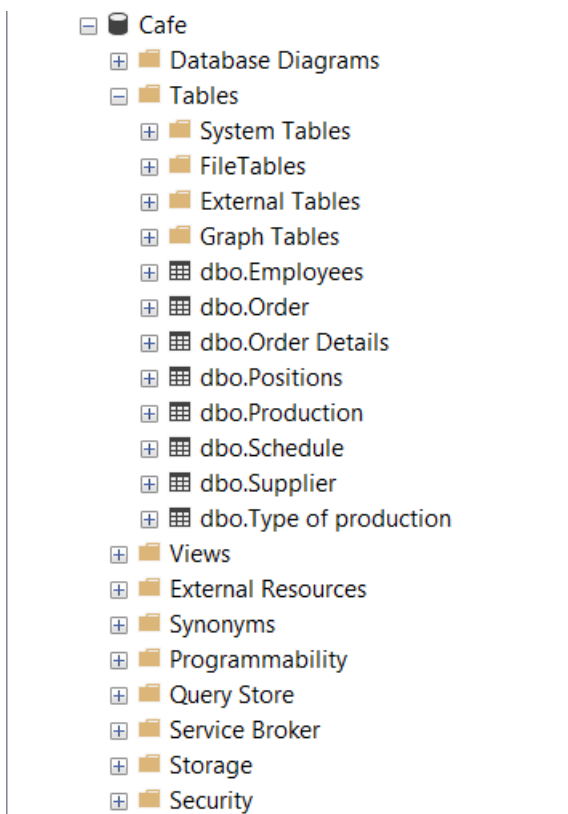 Cafe
Database Diagrams
Tables
System Tables
FileTables
External Tables
Graph Tables
dbo.Employees
dbo.Order
dbo.Order Details
dbo.Positions
dbo.Production
dbo.Schedule
dbo.Supplier
dbo.Type of production
Views
External Resources
Synonyms
Programmability
Query Store
Service Broker
Storage
Security